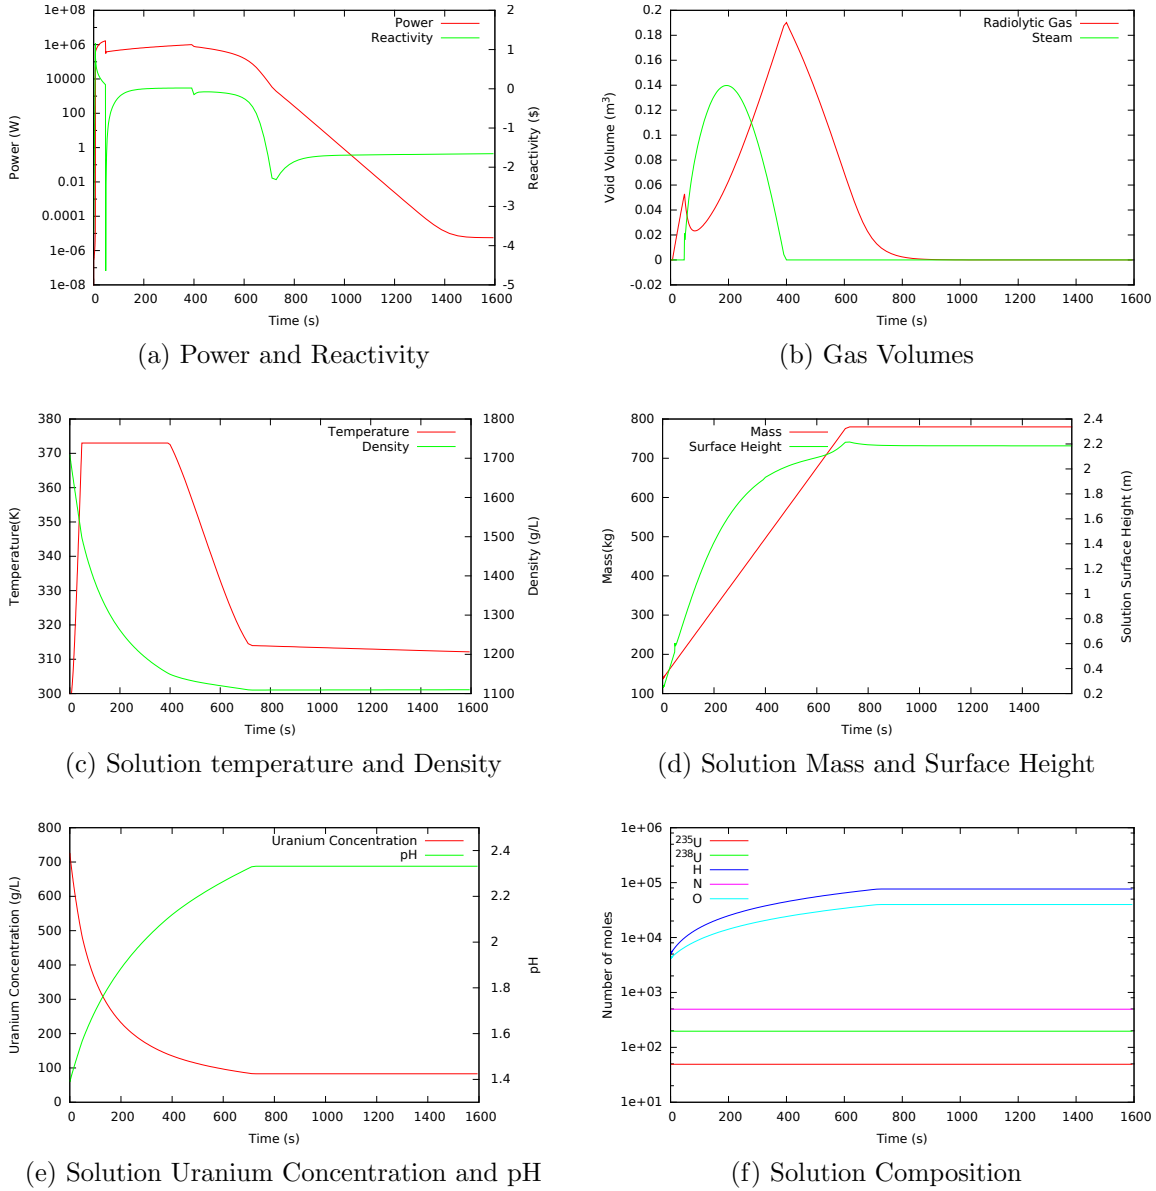 1e+08
1e+06
10000
100
1
0.01
0.0001
1e-06
1e-08
2
1
0
-1
-2
-3
-4
-5
0 200 400 600 800 1000 1200 1400 1600
Power (W)
Reactivity ($)
Time (s)
Power
Reactivity
(a) Power and Reactivity
0.2
0.18
0.16
0.14
0.12
0.1
0.08
0.06
0.04
0.02
0
-0.02
0 200 400 600 800 1000 1200 1400 1600
Void Volume (m³)
Time (s)
Radiolytic Gas
Steam
(b) Gas Volumes
380
370
360
350
340
330
320
310
300
1800
1700
1600
1500
1400
1300
1200
1100
0 200 400 600 800 1000 1200 1400 1600
Temperature(K)
Density (g/L)
Time (s)
Temperature
Density
(c) Solution temperature and Density
800
700
600
500
400
300
200
100
2.4
2.2
2
1.8
1.6
1.4
1.2
1
0.8
0.6
0.4
0.2
0 200 400 600 800 1000 1200 1400
Mass(kg)
Solution Surface Height (m)
Time (s)
Mass
Surface Height
(d) Solution Mass and Surface Height
800
700
600
500
400
300
200
100
0
2.4
2.2
2
1.8
1.6
1.4
0 200 400 600 800 1000 1200 1400 1600
Uranium Concentration (g/L)
pH
Time (s)
Uranium Concentration
pH
(e) Solution Uranium Concentration and pH
1e+06
1e+05
1e+04
1e+03
1e+02
1e+01
0 200 400 600 800 1000 1200 1400 1600
Number of moles
Time (s)
²³⁵U
²³⁸U
H
N
O
(f) Solution Composition